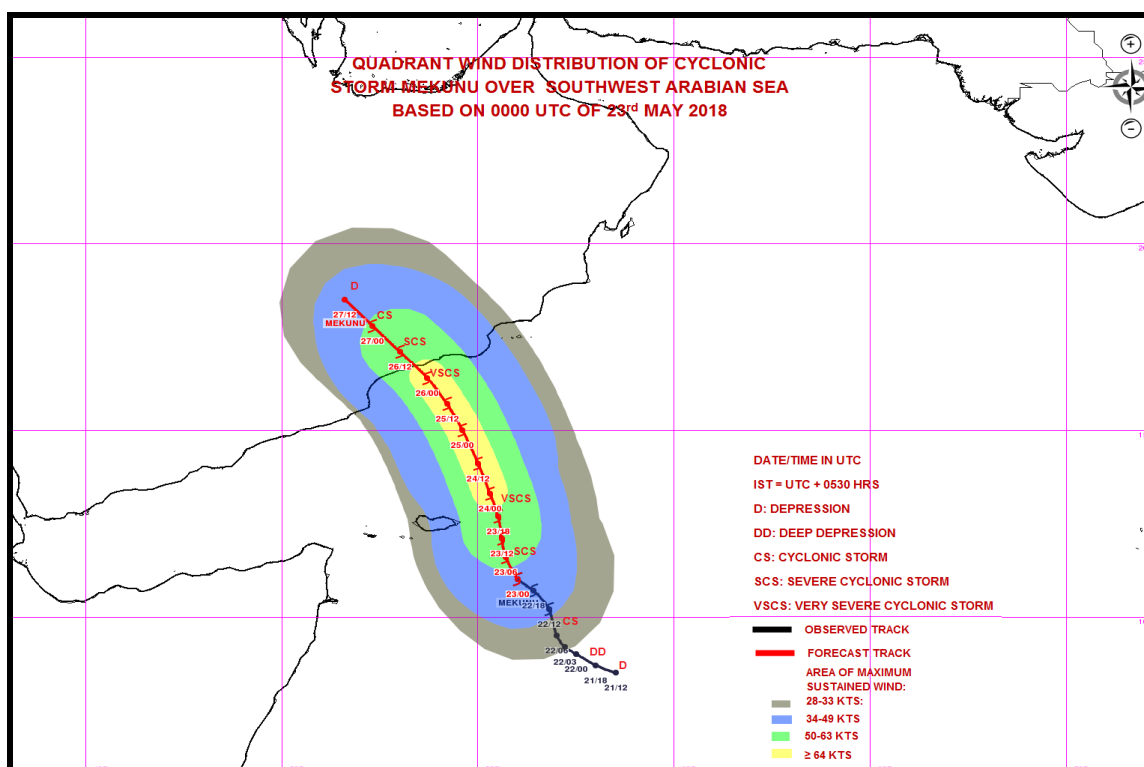 QUADRANT WIND DISTRIBUTION OF CYCLONIC
STORM MEKUNU OVER SOUTHWEST ARABIAN SEA
BASED ON 0000 UTC OF 23rd MAY 2018
D
27/12
MEKUNU
CS
27/00
SCS
26/12
VSCS
26/00
25/12
25/00
24/12
VSCS
24/00
23/18
23/12
SCS
23/06
23/00
MEKUNU
22/18
22/12
CS
22/06
22/03
DD
22/00
21/18
D
21/12
DATE/TIME IN UTC
IST = UTC + 0530 HRS
D: DEPRESSION
DD: DEEP DEPRESSION
CS: CYCLONIC STORM
SCS: SEVERE CYCLONIC STORM
VSCS: VERY SEVERE CYCLONIC STORM
OBSERVED TRACK
FORECAST TRACK
AREA OF MAXIMUM
SUSTAINED WIND:
28-33 KTS:
34-49 KTS
50-63 KTS
≥ 64 KTS